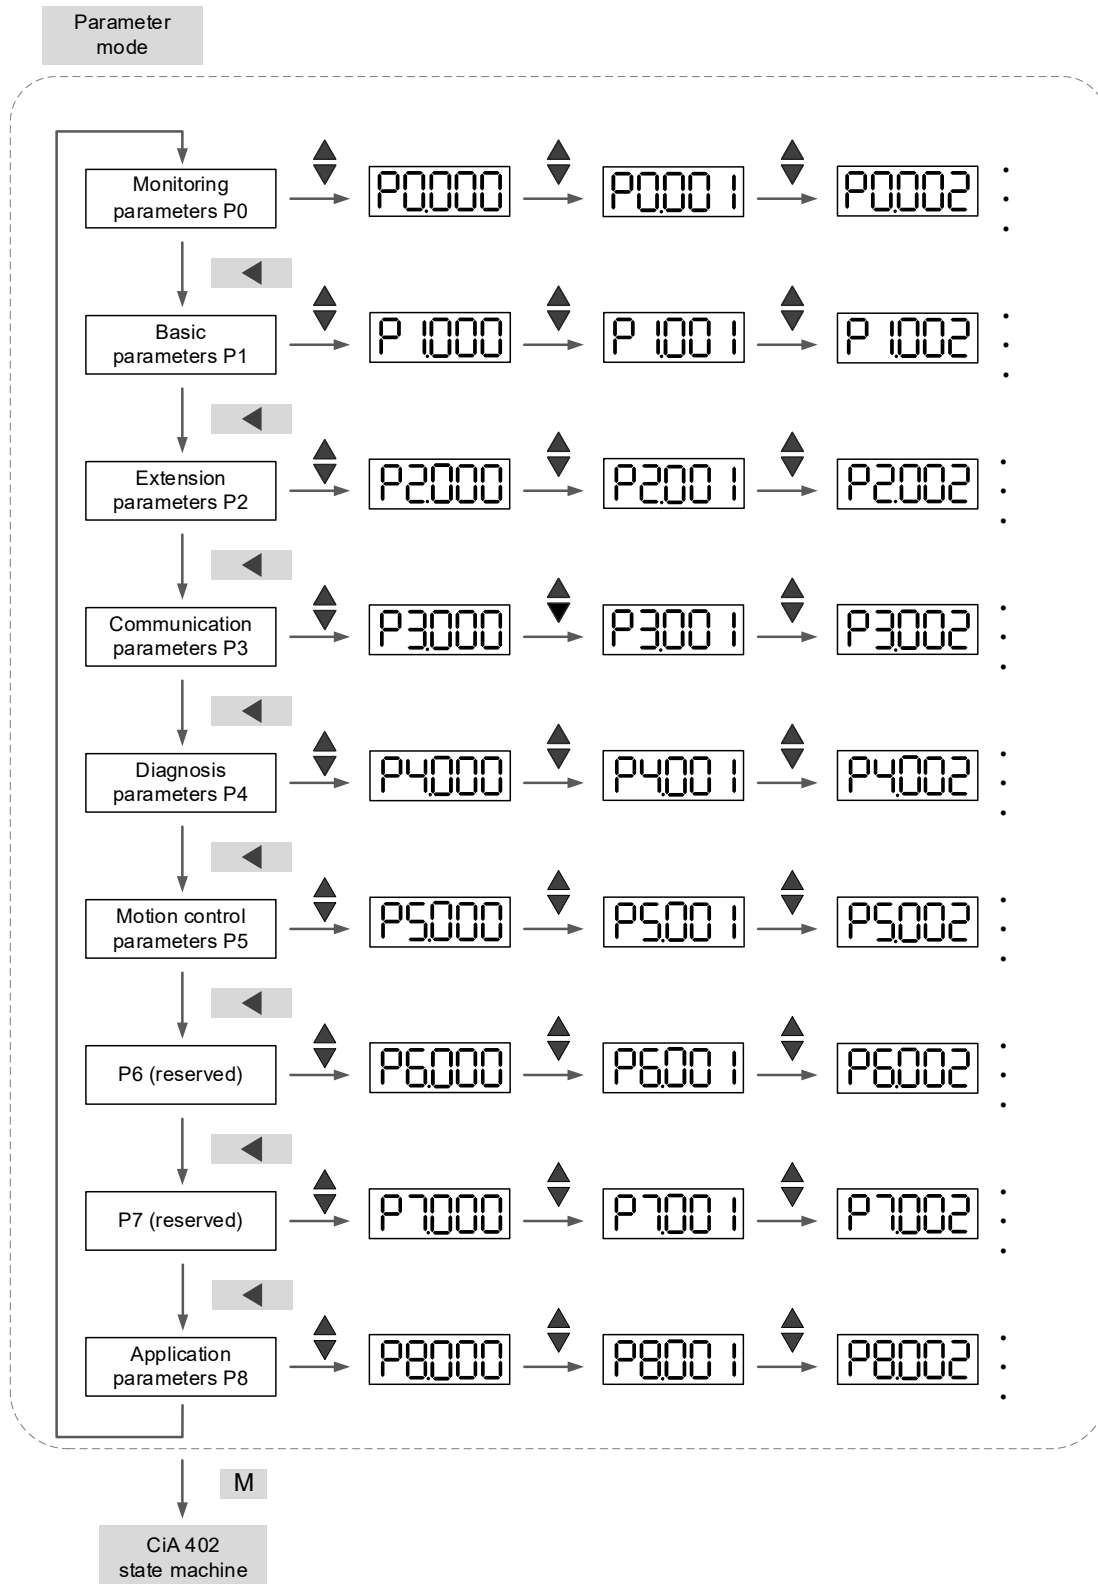 Parameter
mode
Monitoring
parameters P0
P0.000
P0.001
P0.002
Basic
parameters P1
P1.000
P1.001
P1.002
Extension
parameters P2
P2.000
P2.001
P2.002
Communication
parameters P3
P3.000
P3.001
P3.002
Diagnosis
parameters P4
P4.000
P4.001
P4.002
Motion control
parameters P5
P5.000
P5.001
P5.002
P6 (reserved)
P6.000
P6.001
P6.002
P7 (reserved)
P7.000
P7.001
P7.002
Application
parameters P8
P8.000
P8.001
P8.002
M
CiA 402
state machine